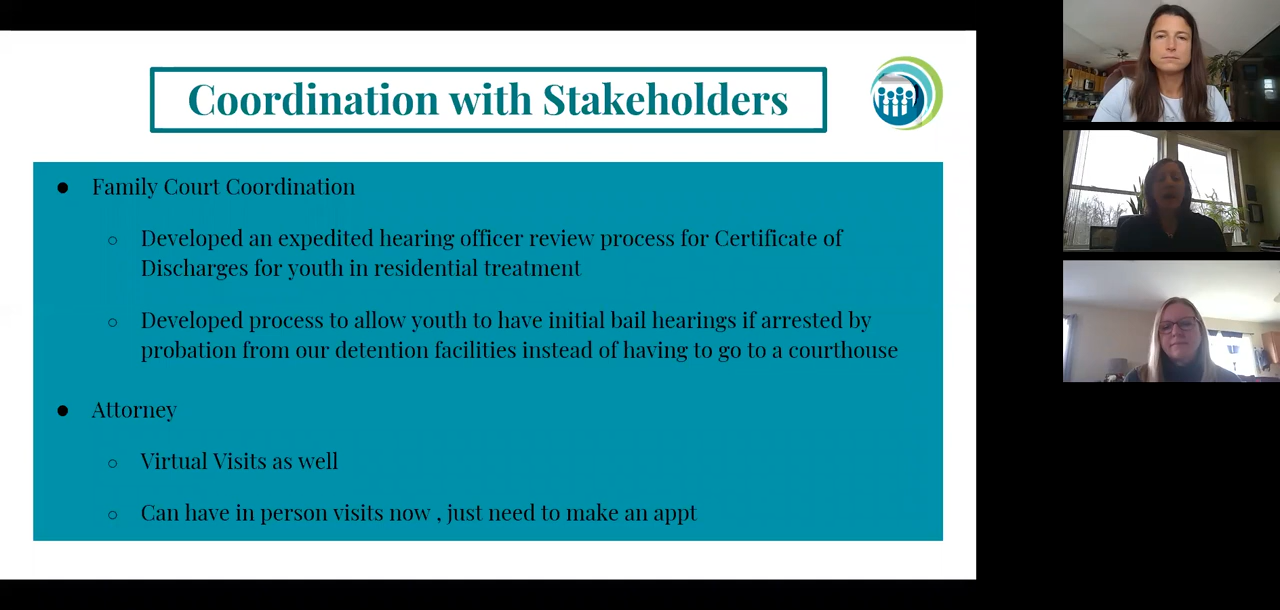 Coordination with Stakeholders
● Family Court Coordination
○ Developed an expedited hearing officer review process for Certificate of
Discharges for youth in residential treatment
○ Developed process to allow youth to have initial bail hearings if arrested by
probation from our detention facilities instead of having to go to a courthouse
● Attorney
○ Virtual Visits as well
○ Can have in person visits now , just need to make an appt